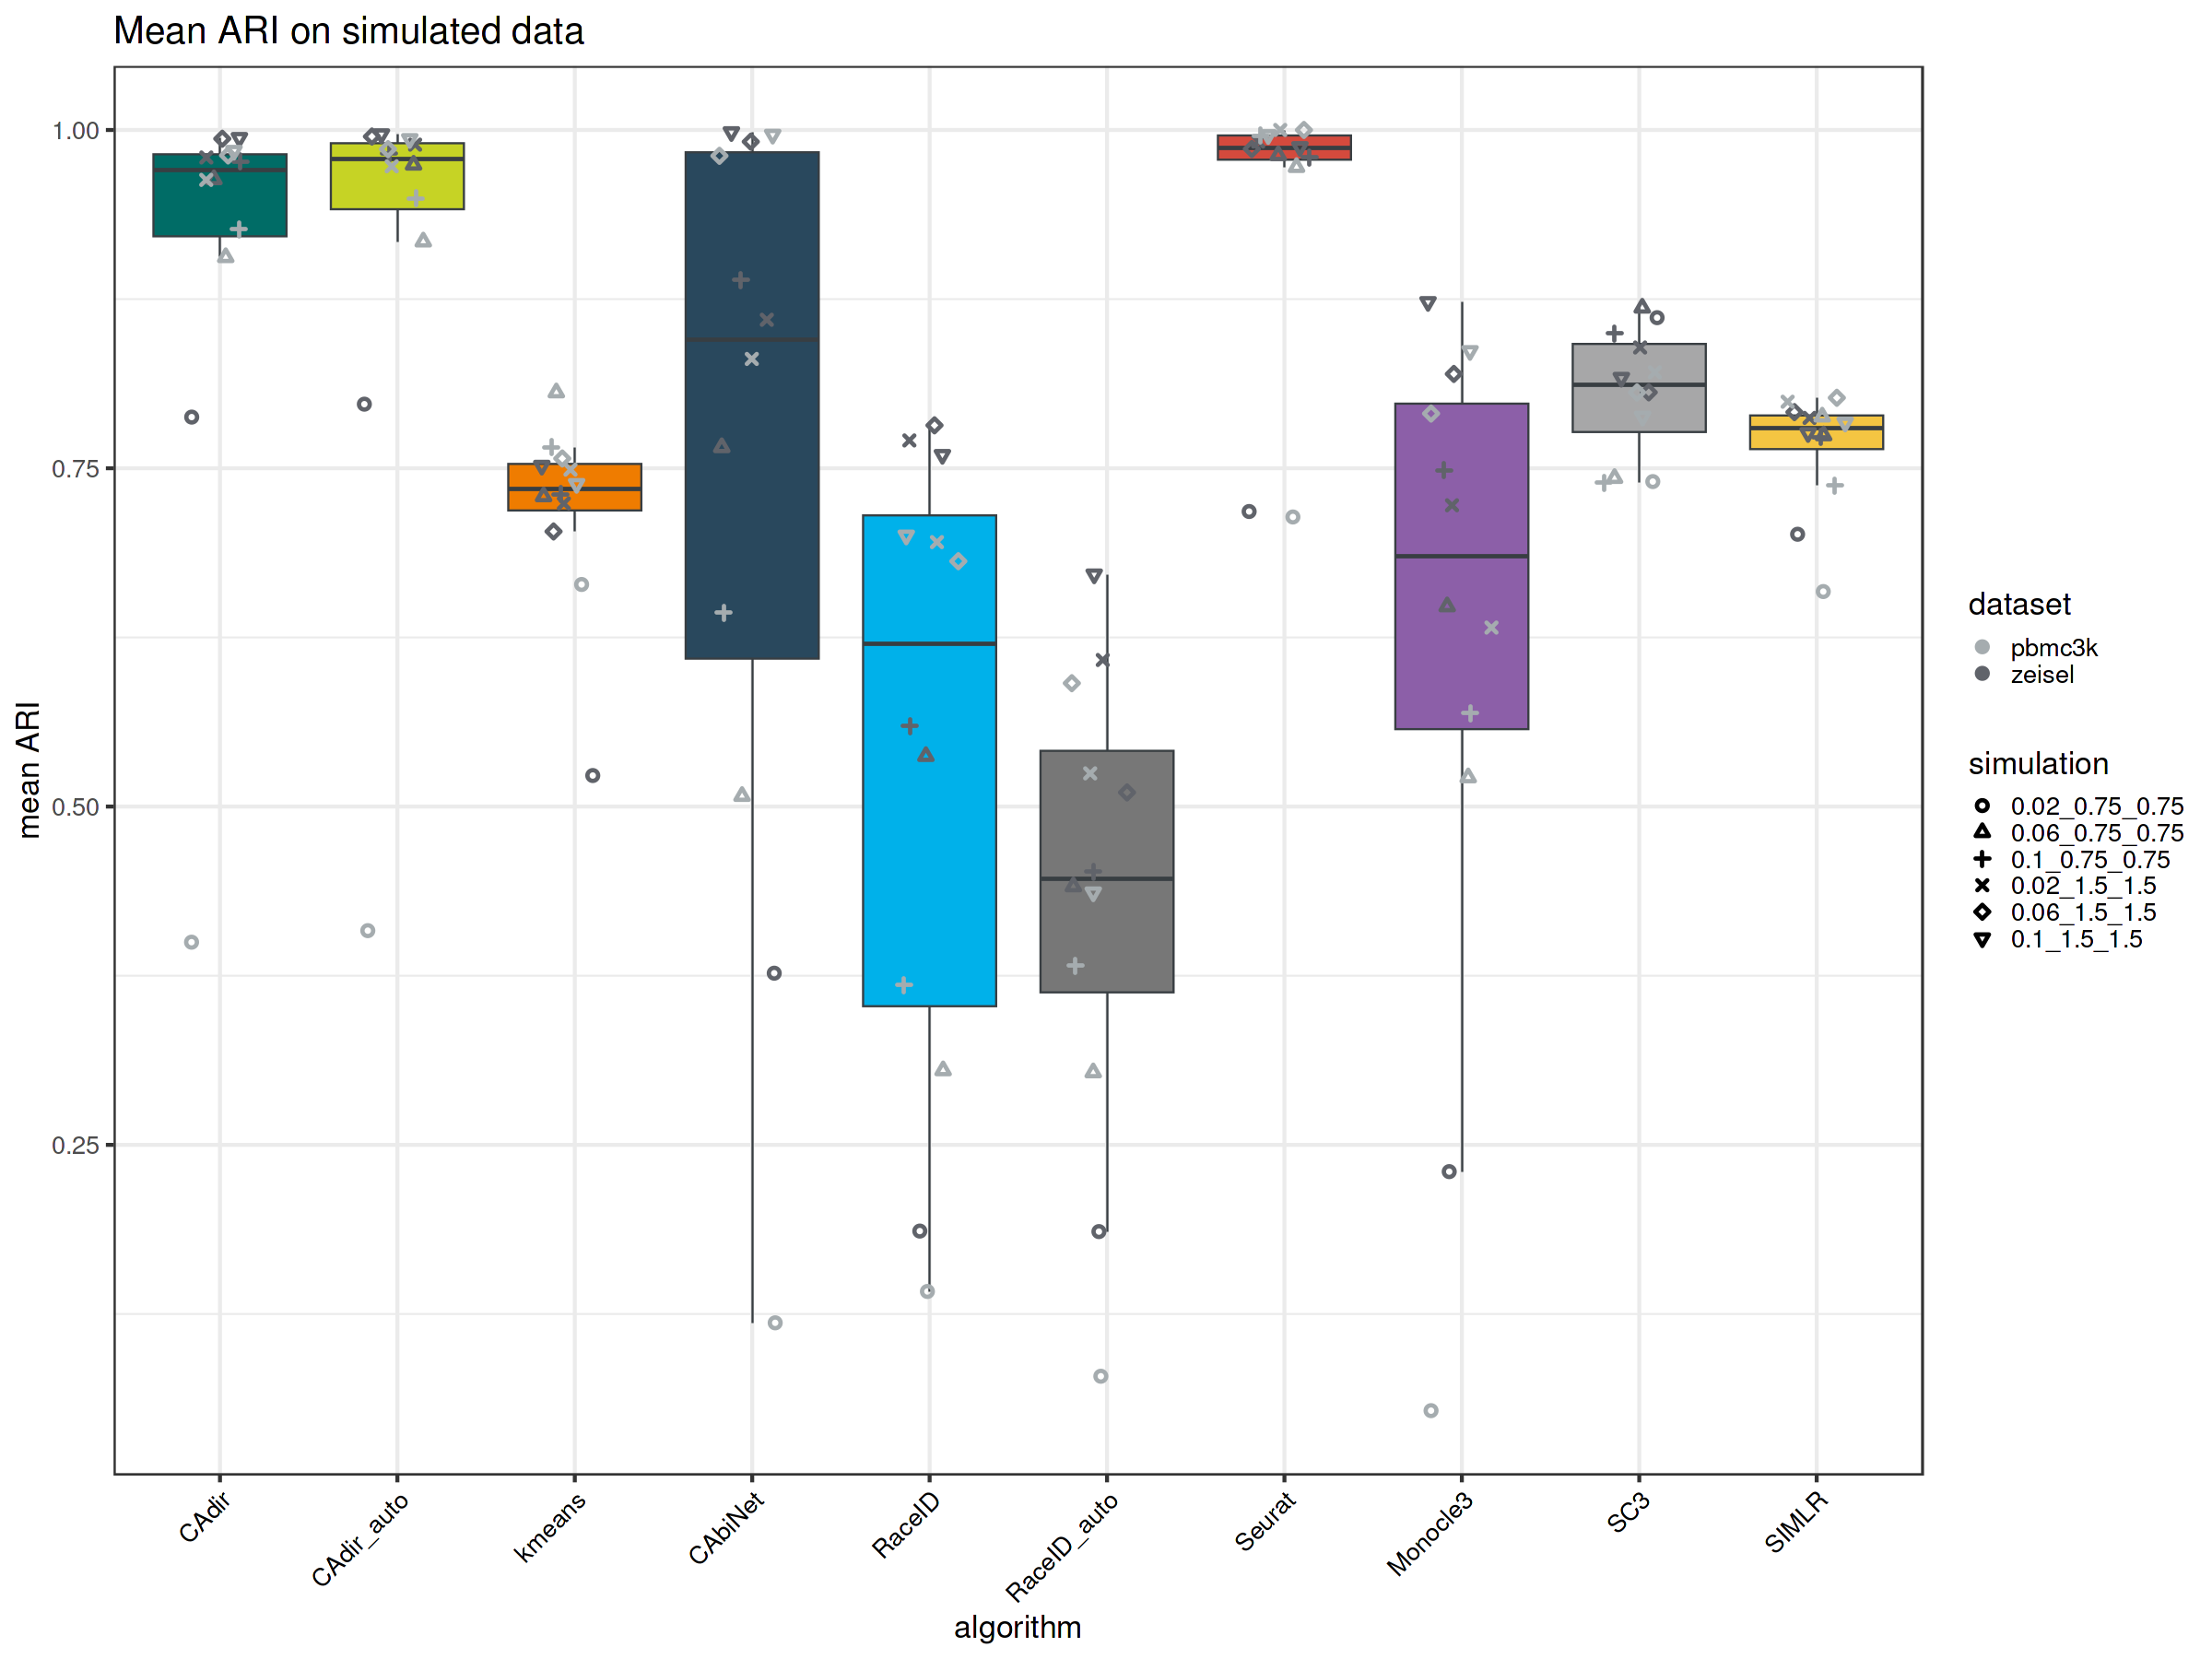 Mean ARI on simulated data
mean ARI
1.00
0.75
0.50
0.25
CAdir
CAdir_auto
kmeans
CAbiNet
RaceID
RaceID_auto
Seurat
Monocle3
SC3
SIMLR
algorithm
dataset
pbmc3k
zeisel
simulation
0.02_0.75_0.75
0.06_0.75_0.75
0.1_0.75_0.75
0.02_1.5_1.5
0.06_1.5_1.5
0.1_1.5_1.5